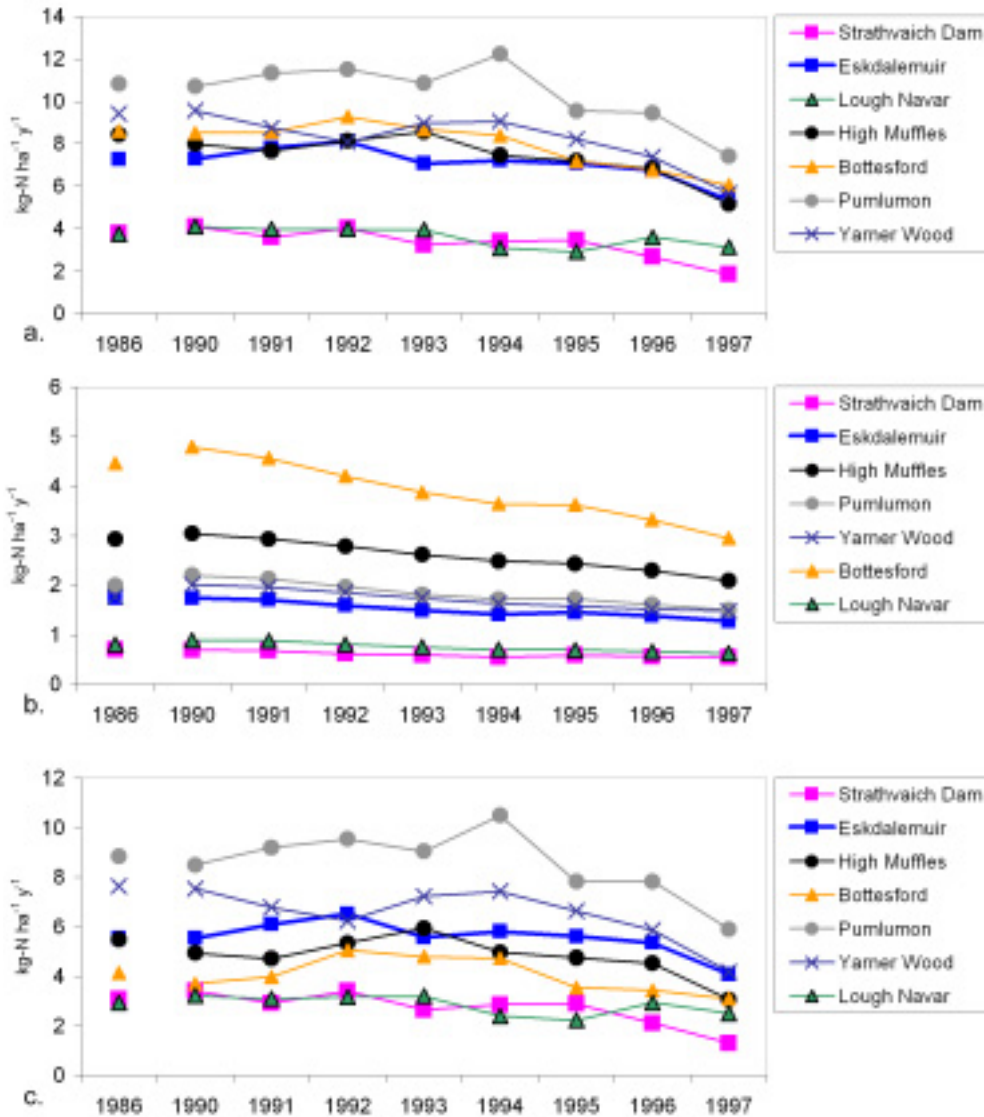 14
12
10
8
6
4
2
0
kg-N ha⁻¹ y⁻¹
a.
1986 1990 1991 1992 1993 1994 1995 1996 1997
Strathvaich Dam
Eskdalemuir
Lough Navar
High Muffles
Bottesford
Pumlumon
Yarner Wood
6
5
4
3
2
1
0
kg-N ha⁻¹ y⁻¹
b.
1986 1990 1991 1992 1993 1994 1995 1996 1997
Strathvaich Dam
Eskdalemuir
High Muffles
Pumlumon
Yarner Wood
Bottesford
Lough Navar
12
10
8
6
4
2
0
kg-N ha⁻¹ y⁻¹
c.
1986 1990 1991 1992 1993 1994 1995 1996 1997
Strathvaich Dam
Eskdalemuir
High Muffles
Bottesford
Pumlumon
Yarner Wood
Lough Navar